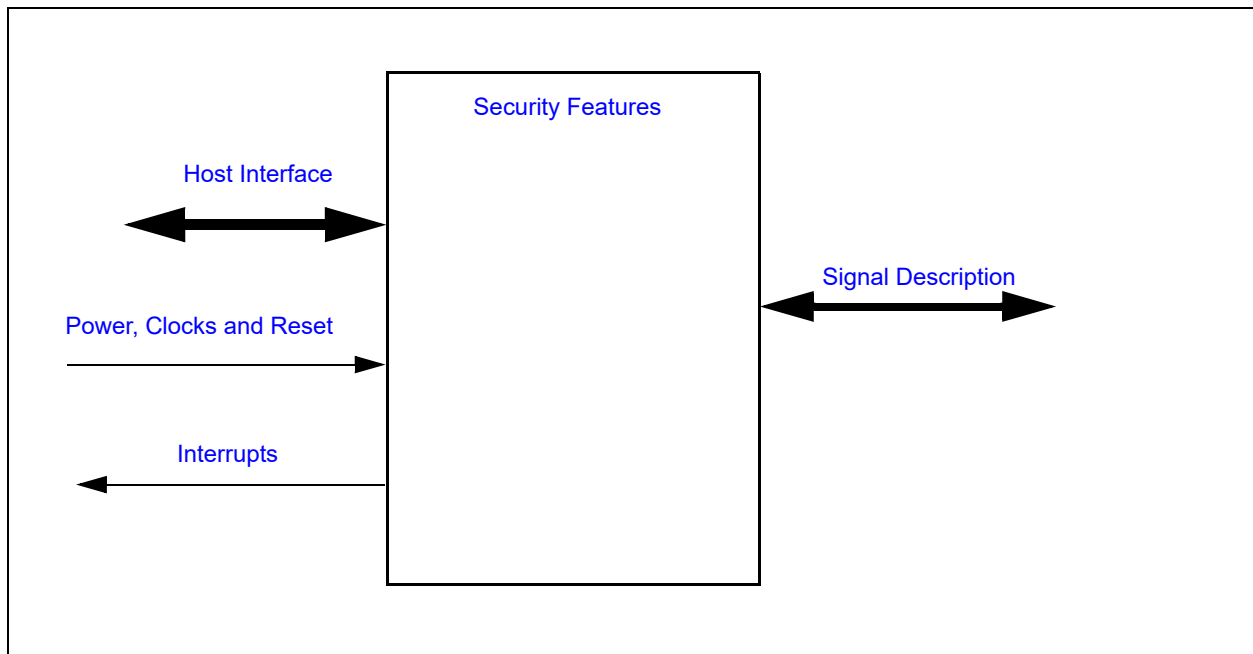 Security Features
Host Interface
Signal Description
Power, Clocks and Reset
Interrupts